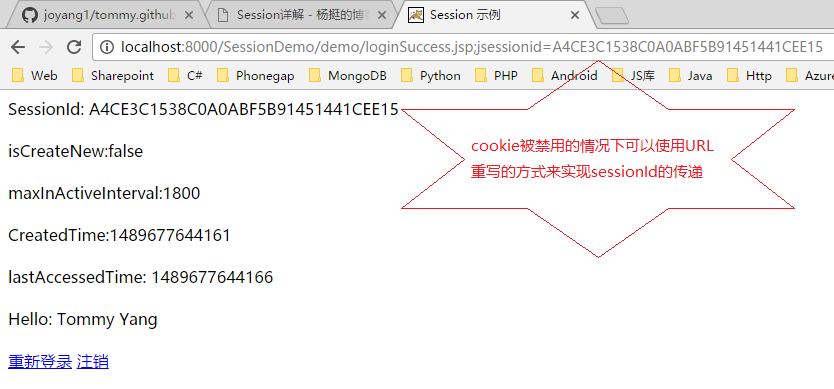 joyang1/tommy.github
Session详解 - 杨挺的博客
Session 示例
localhost:8000/SessionDemo/demo/loginSuccess.jsp;jsessionid=A4CE3C1538C0A0ABF5B91451441CEE15
Web Sharepoint C# Phonegap MongoDB Python PHP Android JS库 Java Http Azure
SessionId: A4CE3C1538C0A0ABF5B91451441CEE15
cookie被禁用的情况下可以使用URL
重写的方式来实现sessionId的传递
isCreateNew:false
maxInActiveInterval:1800
CreatedTime:1489677644161
lastAccessedTime: 1489677644166
Hello: Tommy Yang
重新登录 注销